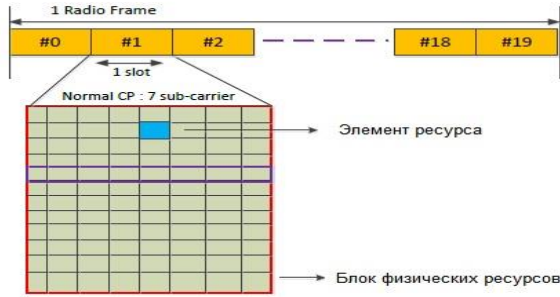 1 Radio Frame
#0 #1 #2 #18 #19
1 slot
Normal CP : 7 sub-carrier
Элемент ресурса
Блок физических ресурсов